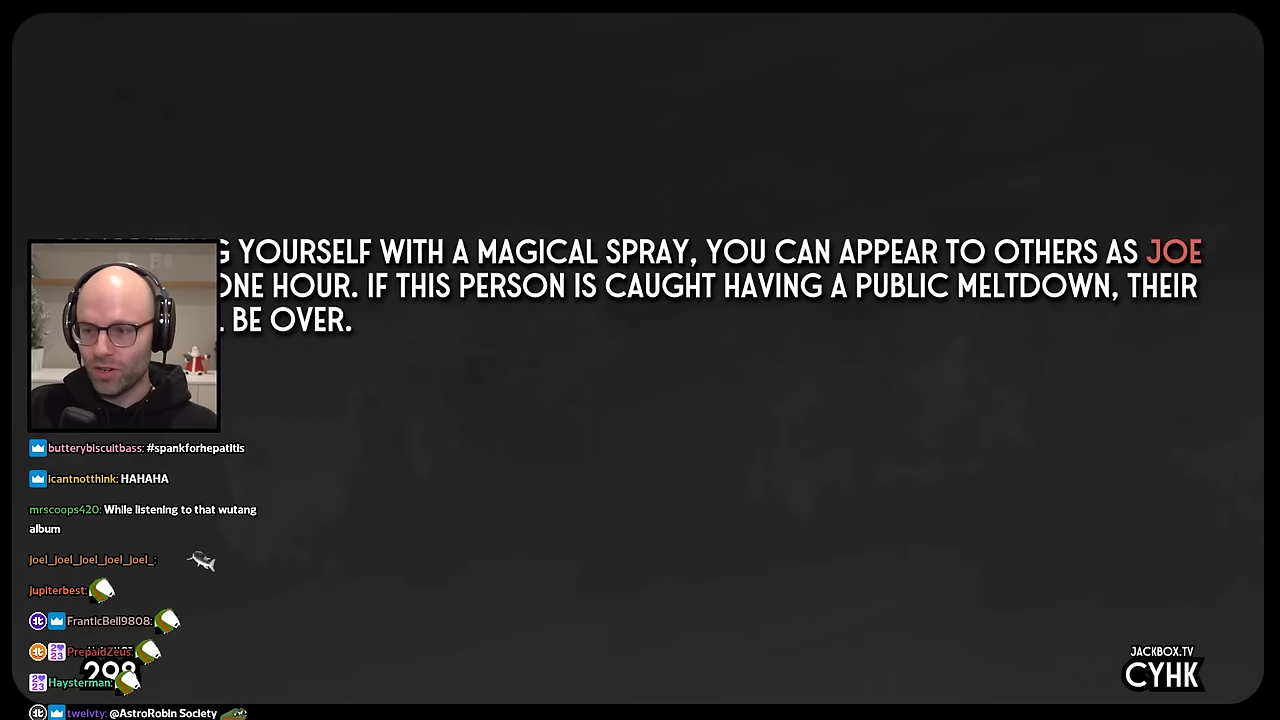 YOURSELF WITH A MAGICAL SPRAY, YOU CAN APPEAR TO OTHERS AS JOE
ONE HOUR. IF THIS PERSON IS CAUGHT HAVING A PUBLIC MELTDOWN, THEIR
BE OVER.
butterybiscuitbass: #spankforhepatitis
Icantnotthink: HAHAHA
mrscoops420: While listening to that wutang
album
Joel_Joel_Joel_Joel_Joel_:
Jupiterbest:
FranticBell9808:
PrepaidZeus:
298
Haysterman:
twelvty: @AstroRobin Society
JACKBOX.TV
CYHK